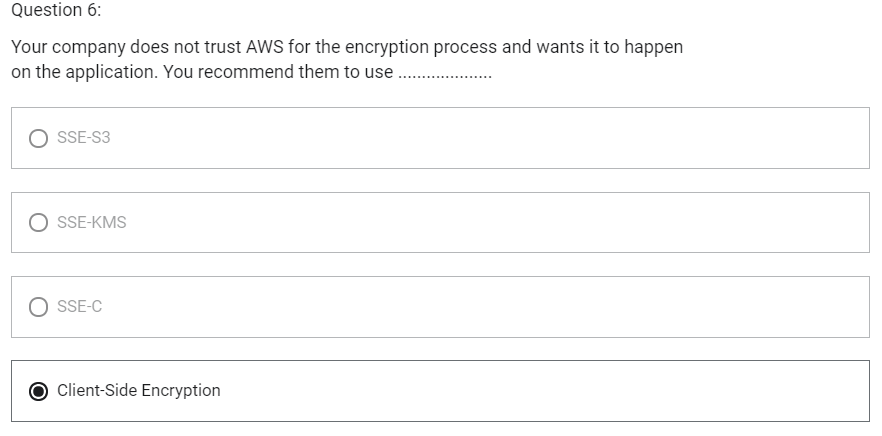 Question 6:
Your company does not trust AWS for the encryption process and wants it to happen
on the application. You recommend them to use ....................
SSE-S3
SSE-KMS
SSE-C
Client-Side Encryption